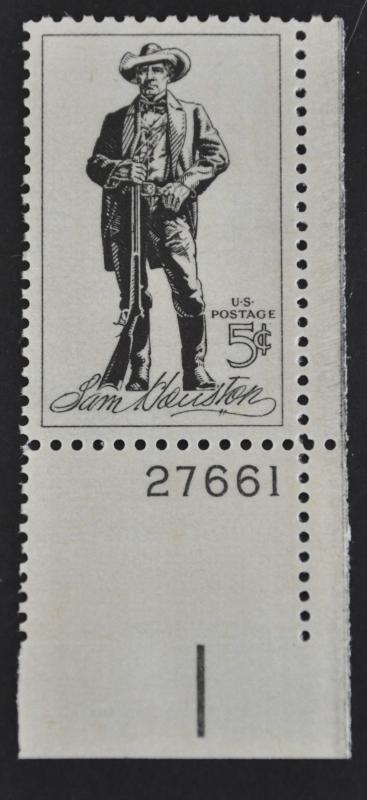 U.S.
POSTAGE
5¢
Sam Houston
27661